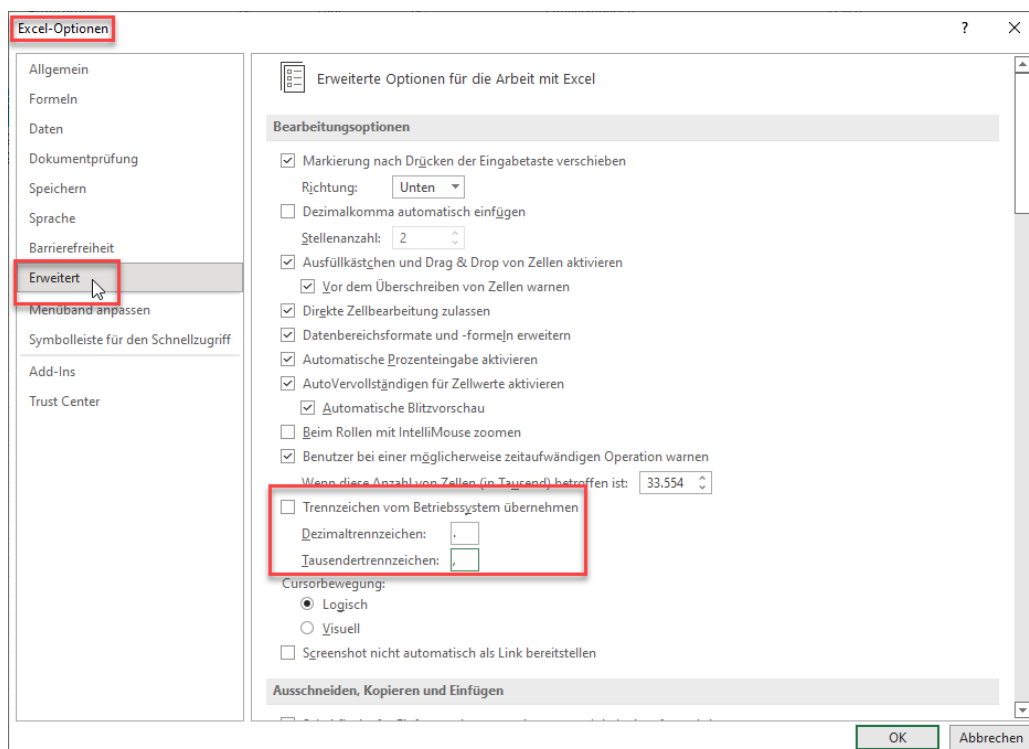 Excel-Optionen
?
Allgemein
Formeln
Daten
Dokumentprüfung
Speichern
Sprache
Barrierefreiheit
Erweitert
Menüband anpassen
Symbolleiste für den Schnellzugriff
Add-Ins
Trust Center
Erweiterte Optionen für die Arbeit mit Excel
Bearbeitungsoptionen
Markierung nach Drücken der Eingabetaste verschieben
Richtung: Unten
Dezimalkomma automatisch einfügen
Stellenanzahl: 2
Ausfüllkästchen und Drag & Drop von Zellen aktivieren
Vor dem Überschreiben von Zellen warnen
Direkte Zellbearbeitung zulassen
Datenbereichsformate und -formeln erweitern
Automatische Prozenteingabe aktivieren
AutoVervollständigen für Zellwerte aktivieren
Automatische Blitzvorschau
Beim Rollen mit IntelliMouse zoomen
Benutzer bei einer möglicherweise zeitaufwändigen Operation warnen
Wenn diese Anzahl von Zellen (in Tausend) betroffen ist: 33.554
Trennzeichen vom Betriebssystem übernehmen
Dezimaltrennzeichen: .
Tausendertrennzeichen: ,
Cursorbewegung:
Logisch
Visuell
Screenshot nicht automatisch als Link bereitstellen
Ausschneiden, Kopieren und Einfügen
OK
Abbrechen